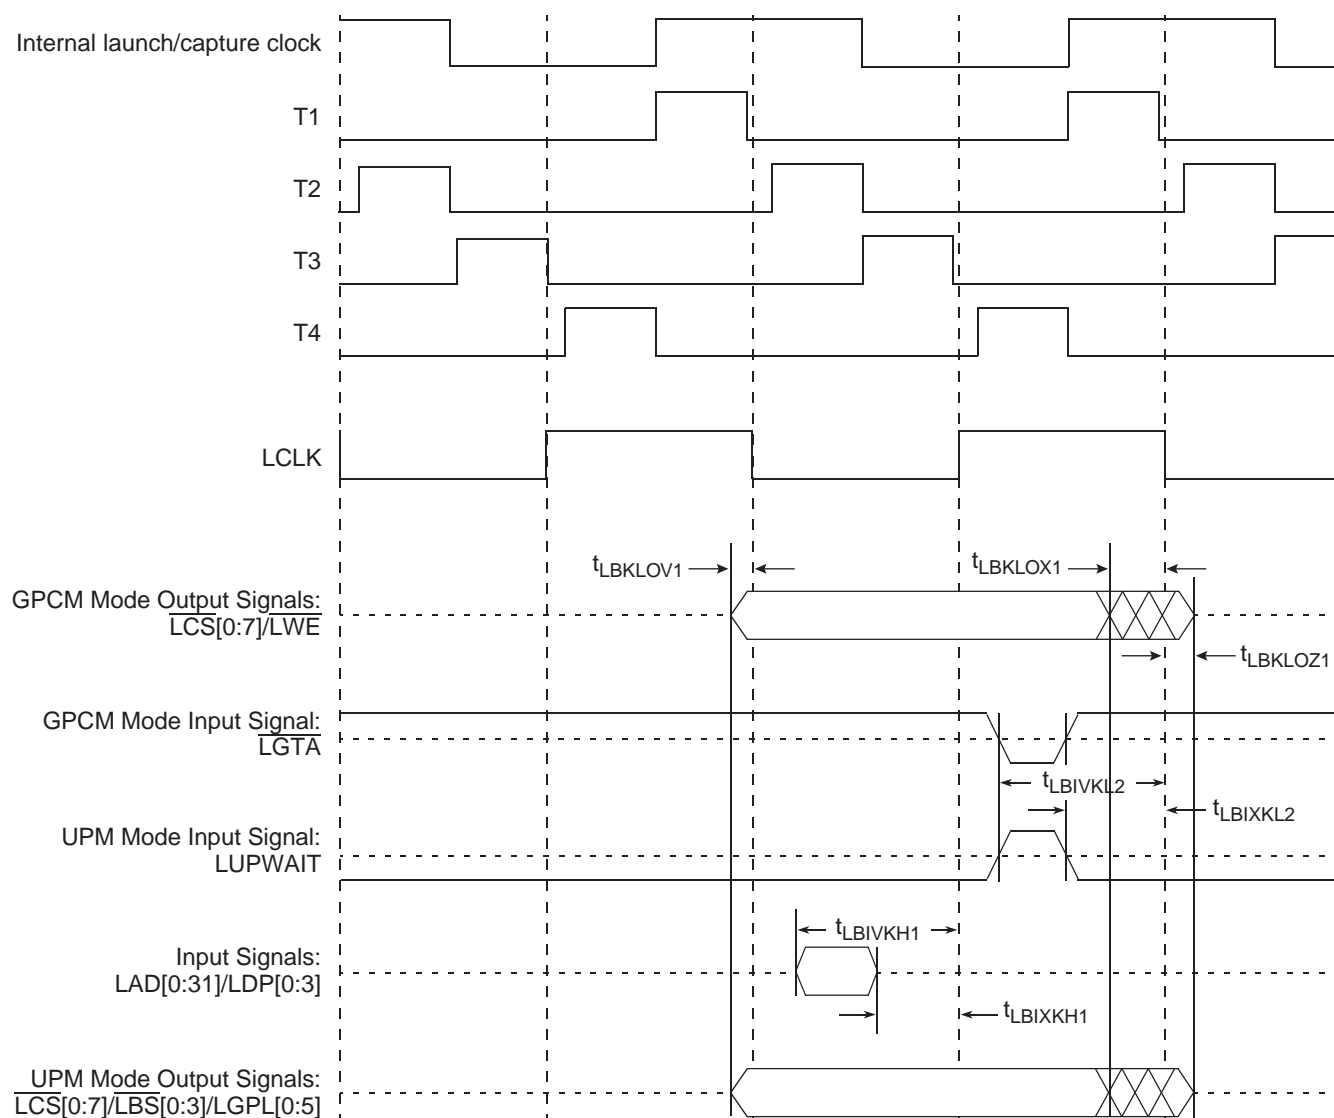 Internal launch/capture clock
T1
T2
T3
T4
LCLK
tLBKLOV1
tLBKLOX1
GPCM Mode Output Signals:
LCS[0:7]/LWE
tLBKLOZ1
GPCM Mode Input Signal:
LGTA
tLBIVKL2
tLBIXKL2
UPM Mode Input Signal:
LUPWAIT
tLBIVKH1
Input Signals:
LAD[0:31]/LDP[0:3]
tLBIXKH1
UPM Mode Output Signals:
LCS[0:7]/LBS[0:3]/LGPL[0:5]